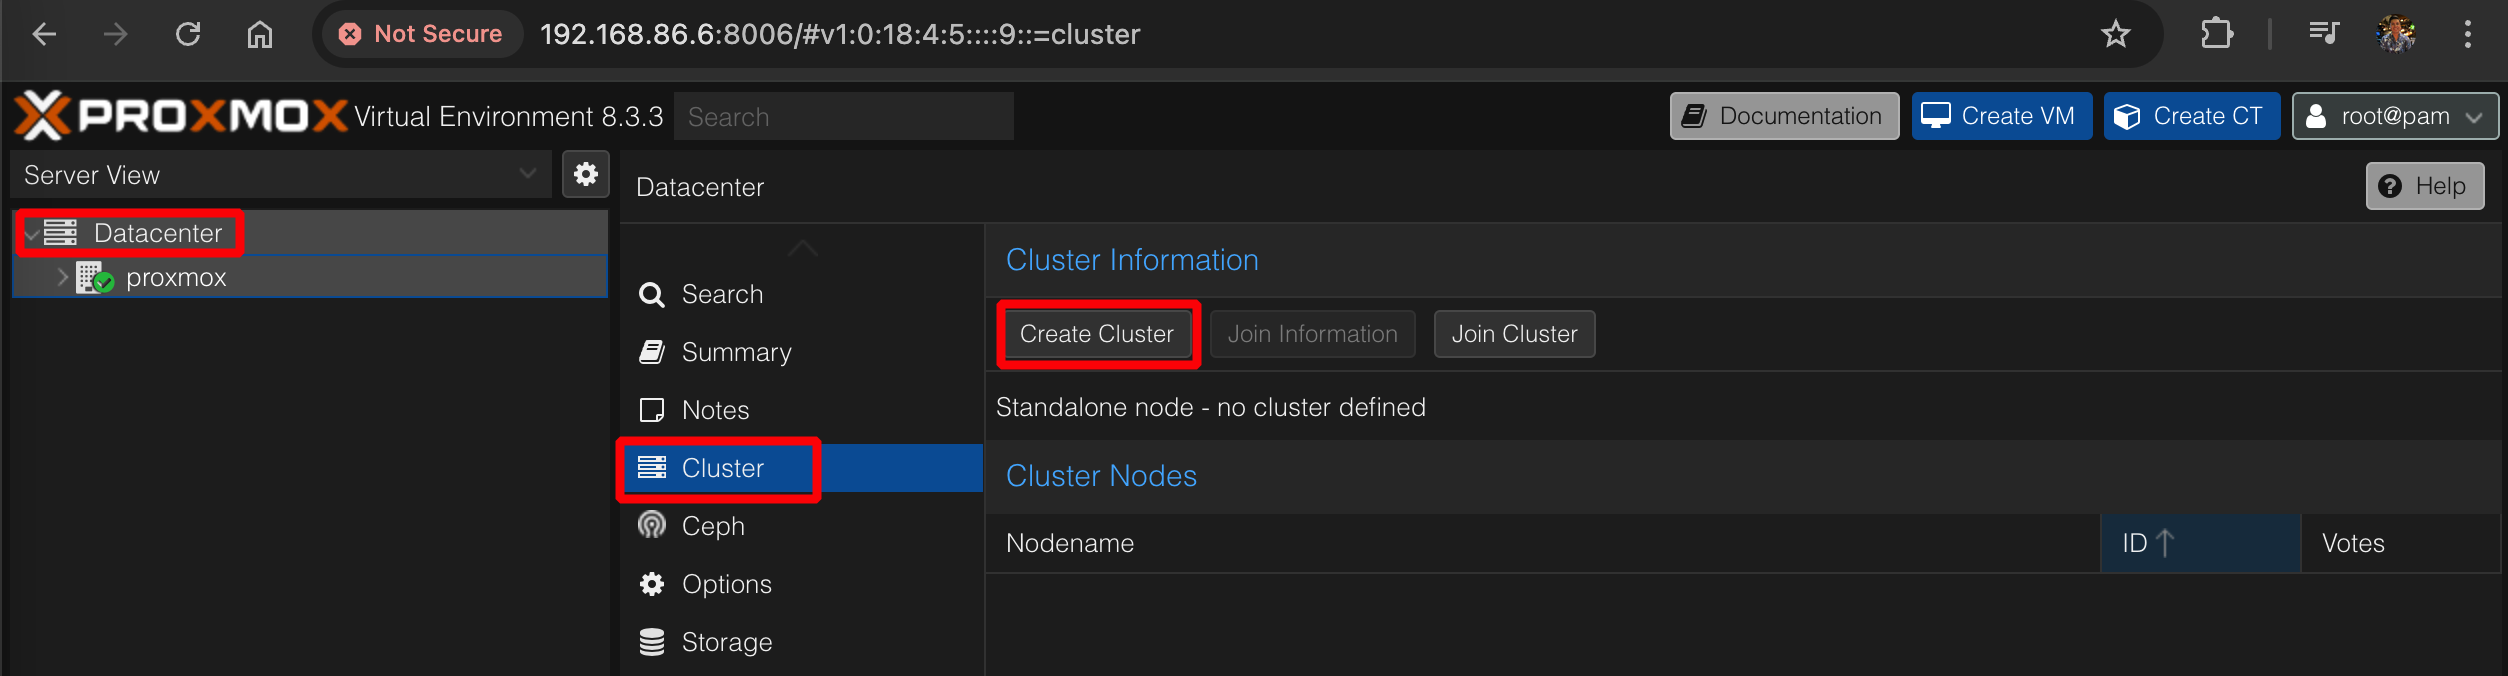 Not Secure 192.168.86.6:8006/#v1:0:18:4:5::::9::=cluster
PROXMOX Virtual Environment 8.3.3 Search Documentation Create VM Create CT root@pam
Server View
Datacenter
proxmox
Datacenter Help
Search
Summary
Notes
Cluster
Ceph
Options
Storage
Cluster Information
Create Cluster Join Information Join Cluster
Standalone node - no cluster defined
Cluster Nodes
Nodename ID Votes